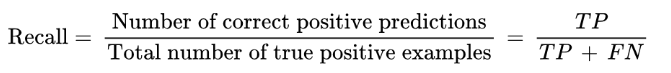 Recall = Number of correct positive predictions / Total number of true positive examples = TP / TP + FN